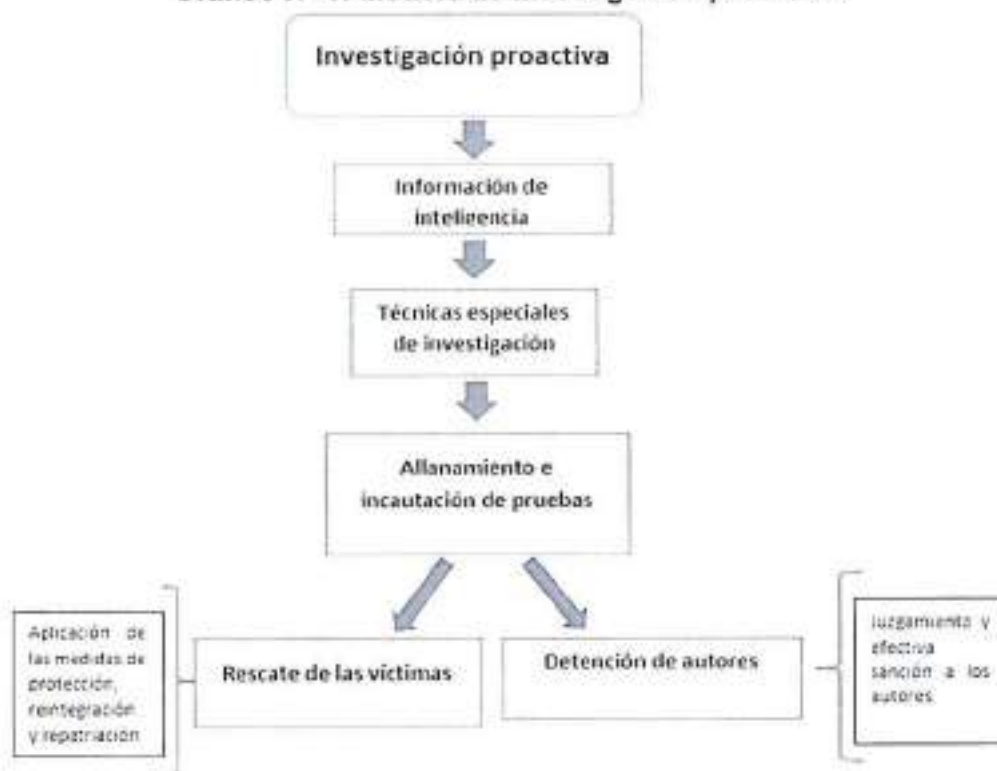 Investigación proactiva
Información de
inteligencia
Técnicas especiales
de investigación
Allanamiento e
incautación de pruebas
Aplicación de
las medidas de
protección,
reintegración
y repatriación
Rescate de las víctimas
Detención de autores
Juzgamiento y
efectiva
sanción a los
autores